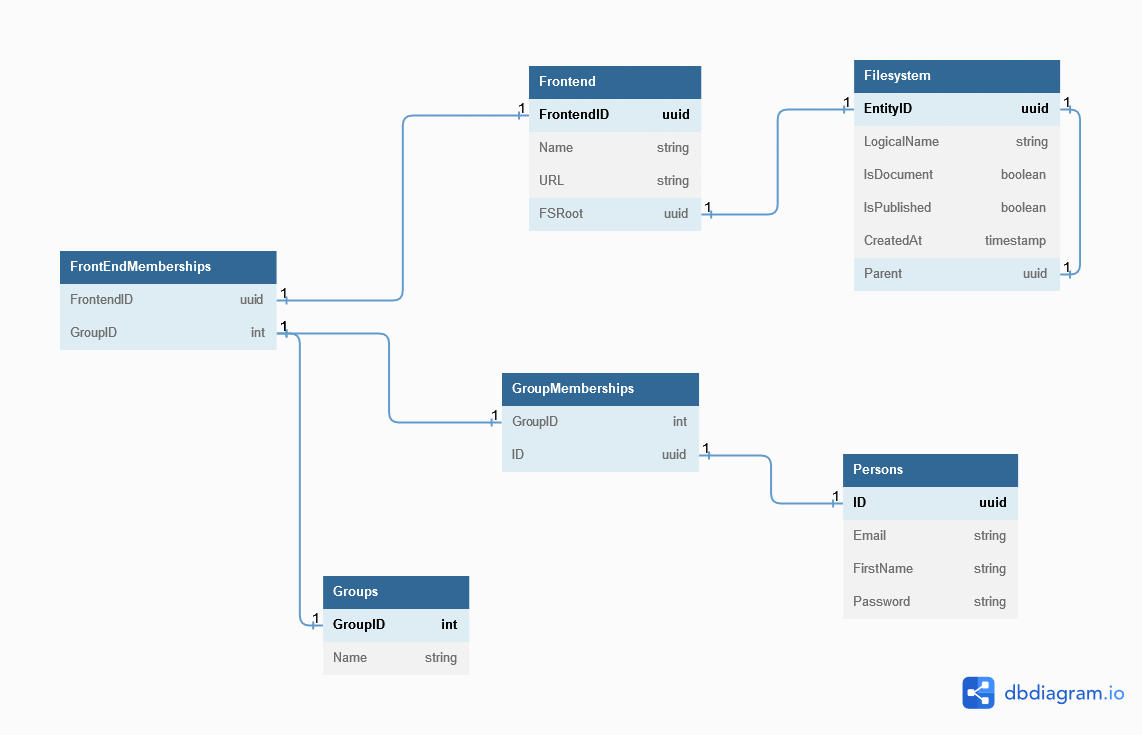 Frontend
FrontendID uuid
Name string
URL string
FSRoot uuid
1
1
Filesystem
EntityID uuid
LogicalName string
IsDocument boolean
IsPublished boolean
CreatedAt timestamp
Parent uuid
1
1
1
FrontEndMemberships
FrontendID uuid
GroupID int
1
1
GroupMemberships
GroupID int
ID uuid
1
1
Persons
ID uuid
Email string
FirstName string
Password string
1
Groups
GroupID int
Name string
1
dbdiagram.io